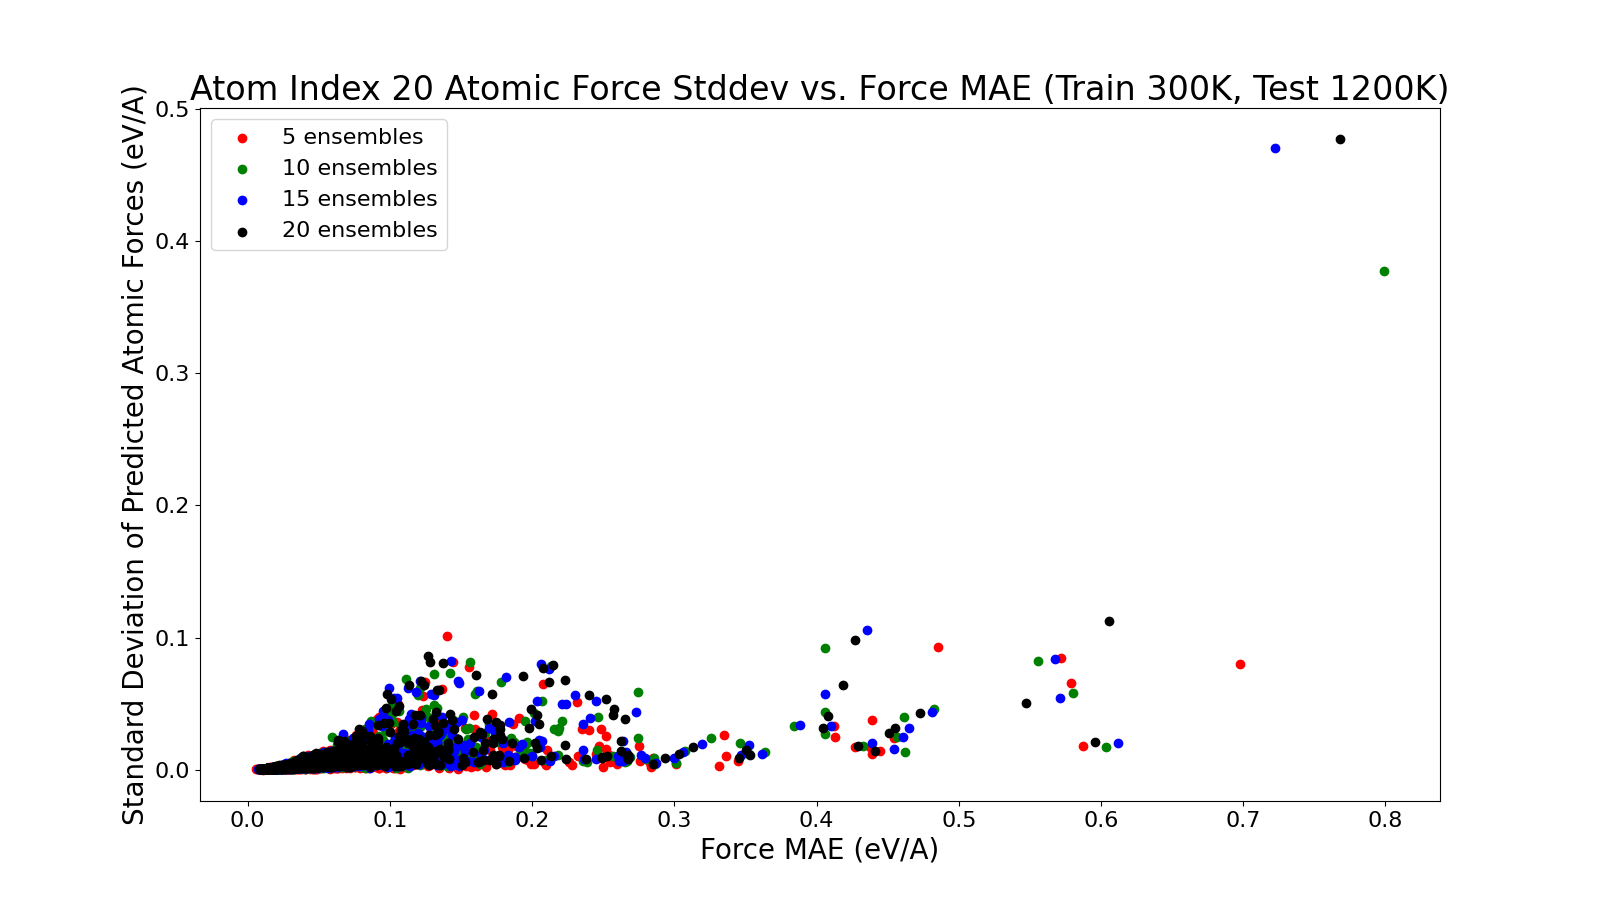 Atom Index 20 Atomic Force Stddev vs. Force MAE (Train 300K, Test 1200K)
Standard Deviation of Predicted Atomic Forces (eV/A)
0.5
0.4
0.3
0.2
0.1
0.0
5 ensembles
10 ensembles
15 ensembles
20 ensembles
0.0 0.1 0.2 0.3 0.4 0.5 0.6 0.7 0.8
Force MAE (eV/A)